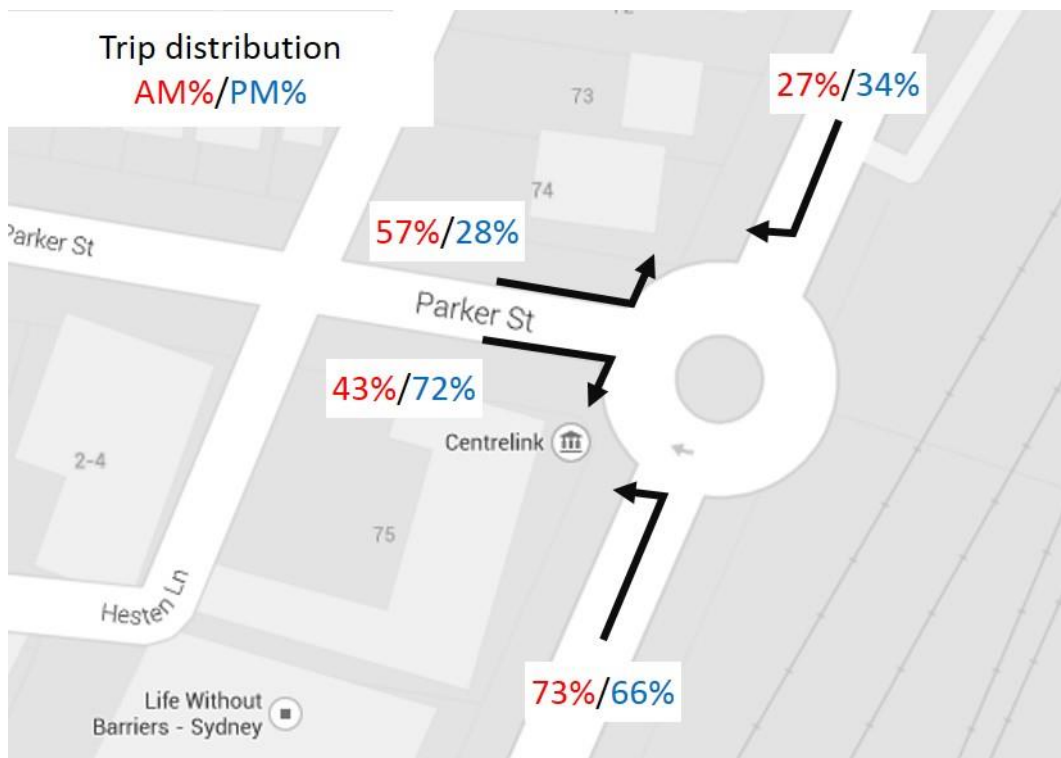 Trip distribution
AM%/PM%
72
73
27%/34%
74
57%/28%
Parker St
Parker St
43%/72%
Centrelink
2-4
75
Hesten Ln
73%/66%
Life Without
Barriers - Sydney